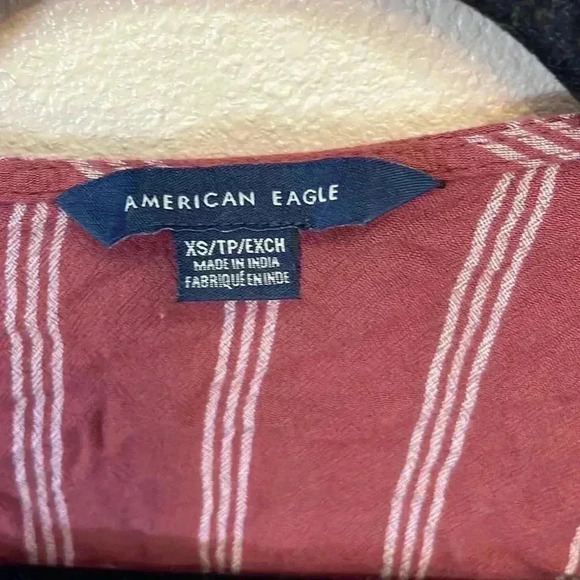 AMERICAN EAGLE
XS/TP/EXCH
MADE IN INDIA
FABRIQUÉ EN INDE